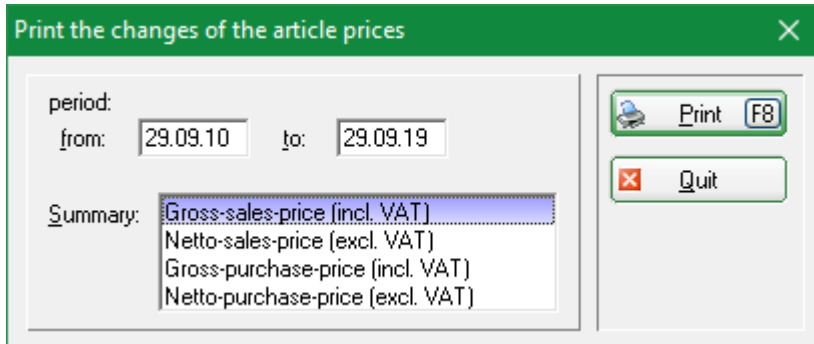 Print the changes of the article prices
period:
from: 29.09.10 to: 29.09.19
Summary: Gross-sales-price (incl. VAT)
Netto-sales-price (excl. VAT)
Gross-purchase-price (incl. VAT)
Netto-purchase-price (excl. VAT)
Print F8
Quit